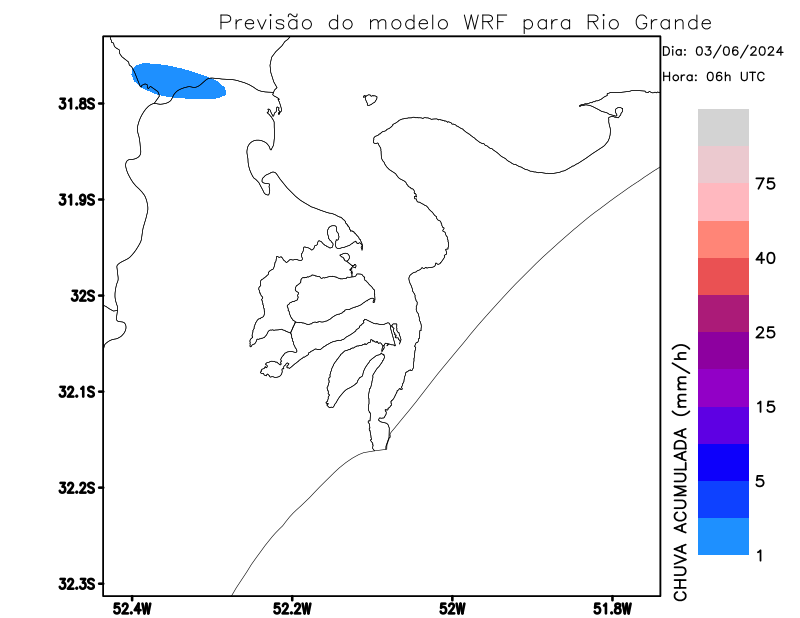 Previsão do modelo WRF para Rio Grande
Dia: 03/06/2024
Hora: 06h UTC
31.8S
31.9S
32S
32.1S
32.2S
32.3S
52.4W
52.2W
52W
51.8W
75
40
25
15
5
1
CHUVA ACUMULADA (mm/h)